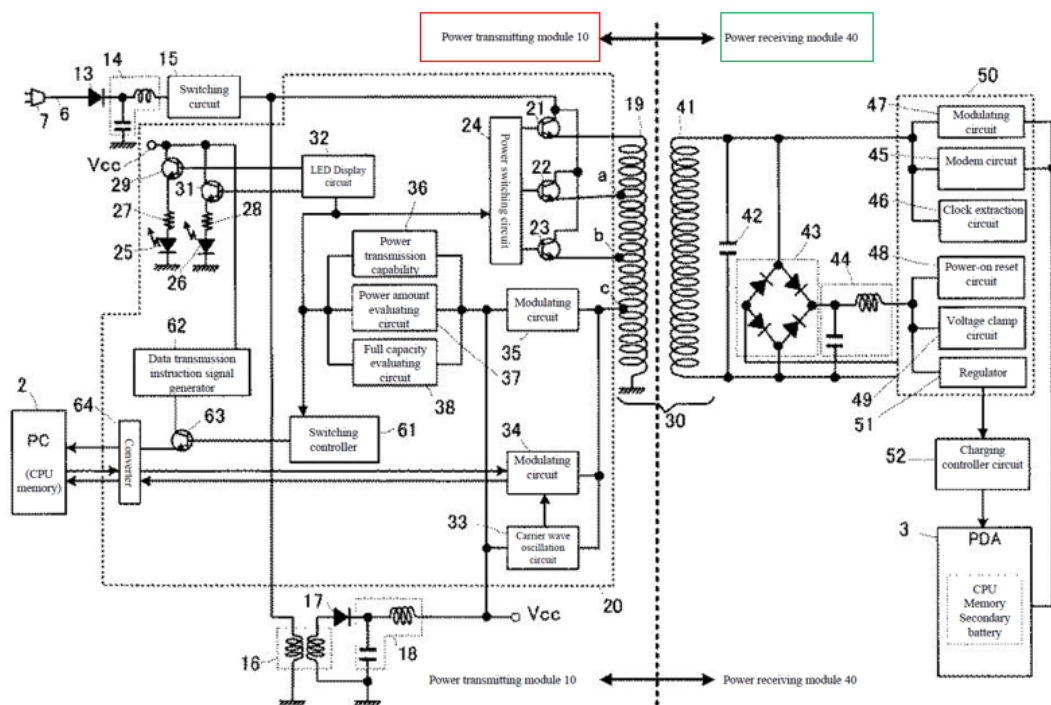 Power transmitting module 10
Power receiving module 40
14
13
15
Switching
circuit
7
6
50
47
Modulating
circuit
45
Modem circuit
46
Clock extraction
circuit
48
Power-on reset
circuit
Voltage clamp
circuit
49
Regulator
51
Vcc
29
31
32
LED Display
circuit
24
Power switching circuit
21
22
23
19
41
a
b
c
27
28
25
26
36
Power
transmission
capability
Power amount
evaluating
circuit
37
Full capacity
evaluating
circuit
38
Modulating
circuit
35
42
43
44
30
62
Data transmission
instruction signal
generator
2
64
63
PC
(CPU
memory)
Converter
Switching
controller
61
34
Modulating
circuit
33
Carrier wave
oscillation
circuit
52
Charging
controller circuit
3
PDA
CPU
Memory
Secondary
battery
20
17
Vcc
16
18
Power transmitting module 10
Power receiving module 40